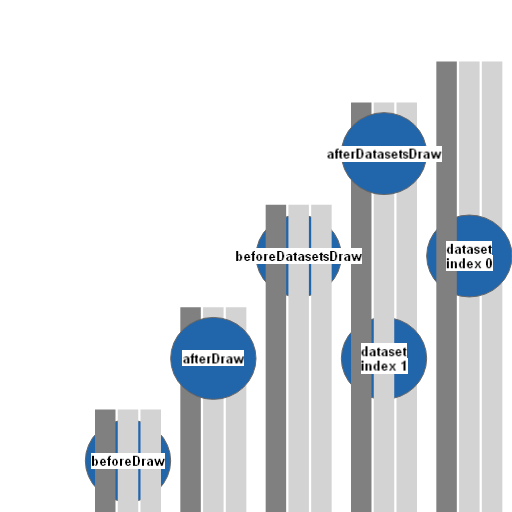 afterDatasetsDraw
beforeDatasetsDraw
dataset
index 0
afterDraw
dataset
index 1
beforeDraw